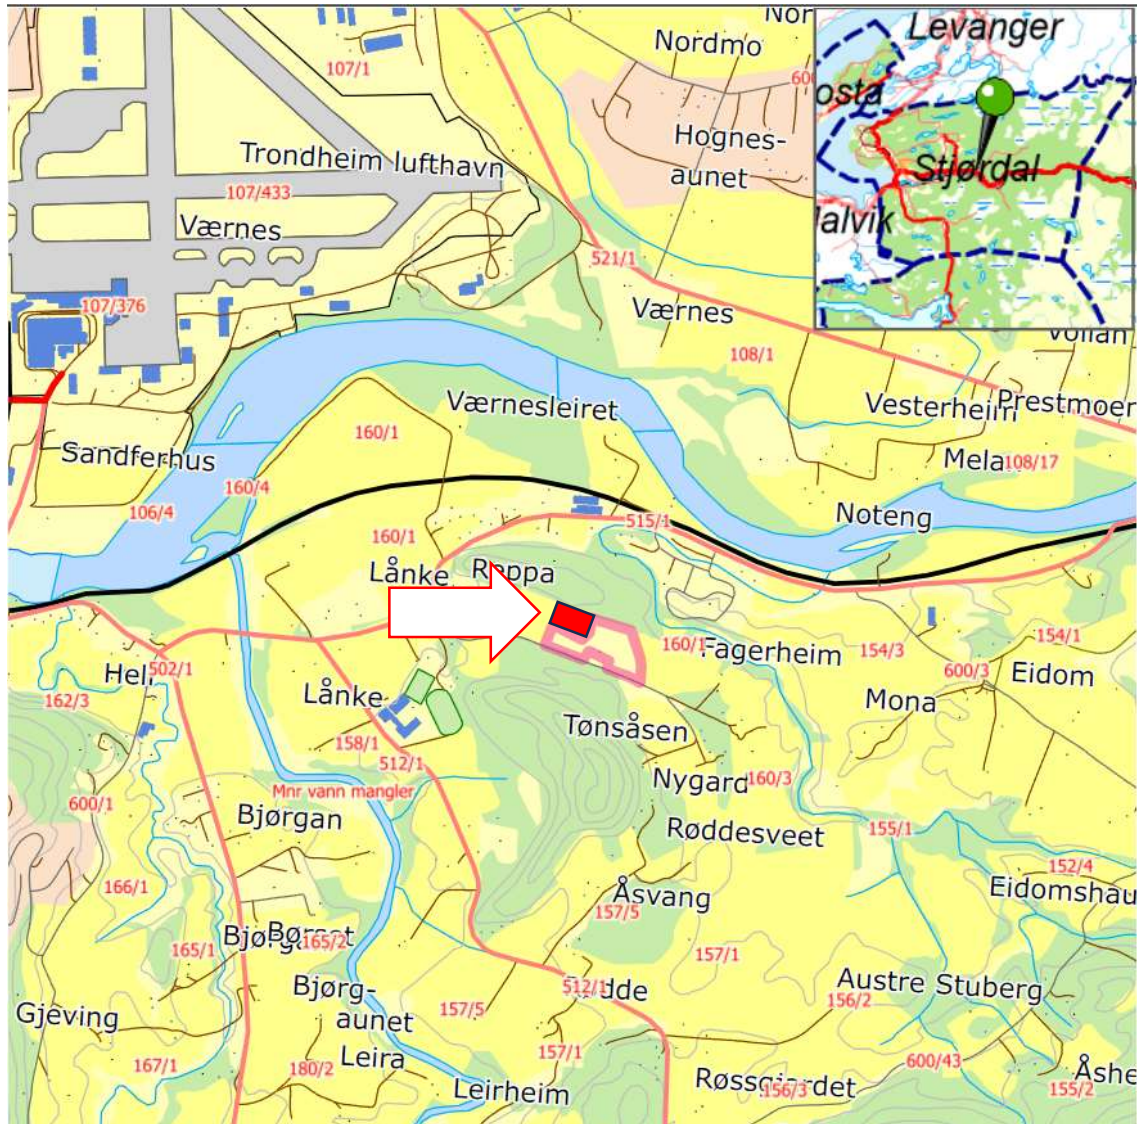 Nordmo
107/1
Hognes-
aunet
Levanger
osta
Stjørdal
alvik
Trondheim lufthavn
107/433
Værnes
521/1
107/376
Værnes
108/1
Værnesleiret
Vesterheim
Prestmoen
160/1
Sandferhus
108/17
160/4
106/4
Noteng
515/1
160/1
Lånke
Reppa
160/1
Fagerheim
154/3
154/1
600/3
Eidom
502/1
162/3
Lånke
Mona
Tønsåsen
158/1
512/1
Nygard
160/3
Mnr vann mangler
600/1
Bjørgan
Røddesveet
155/1
152/4
166/1
Åsvang
157/5
Eidomshau
165/1
165/2
157/1
512/1
Bjørg-
aunet
157/5
Austre Stuberg
156/2
Gjeving
167/1
180/2
Leira
157/1
600/43
Leirheim
156/3
Åshe
155/2